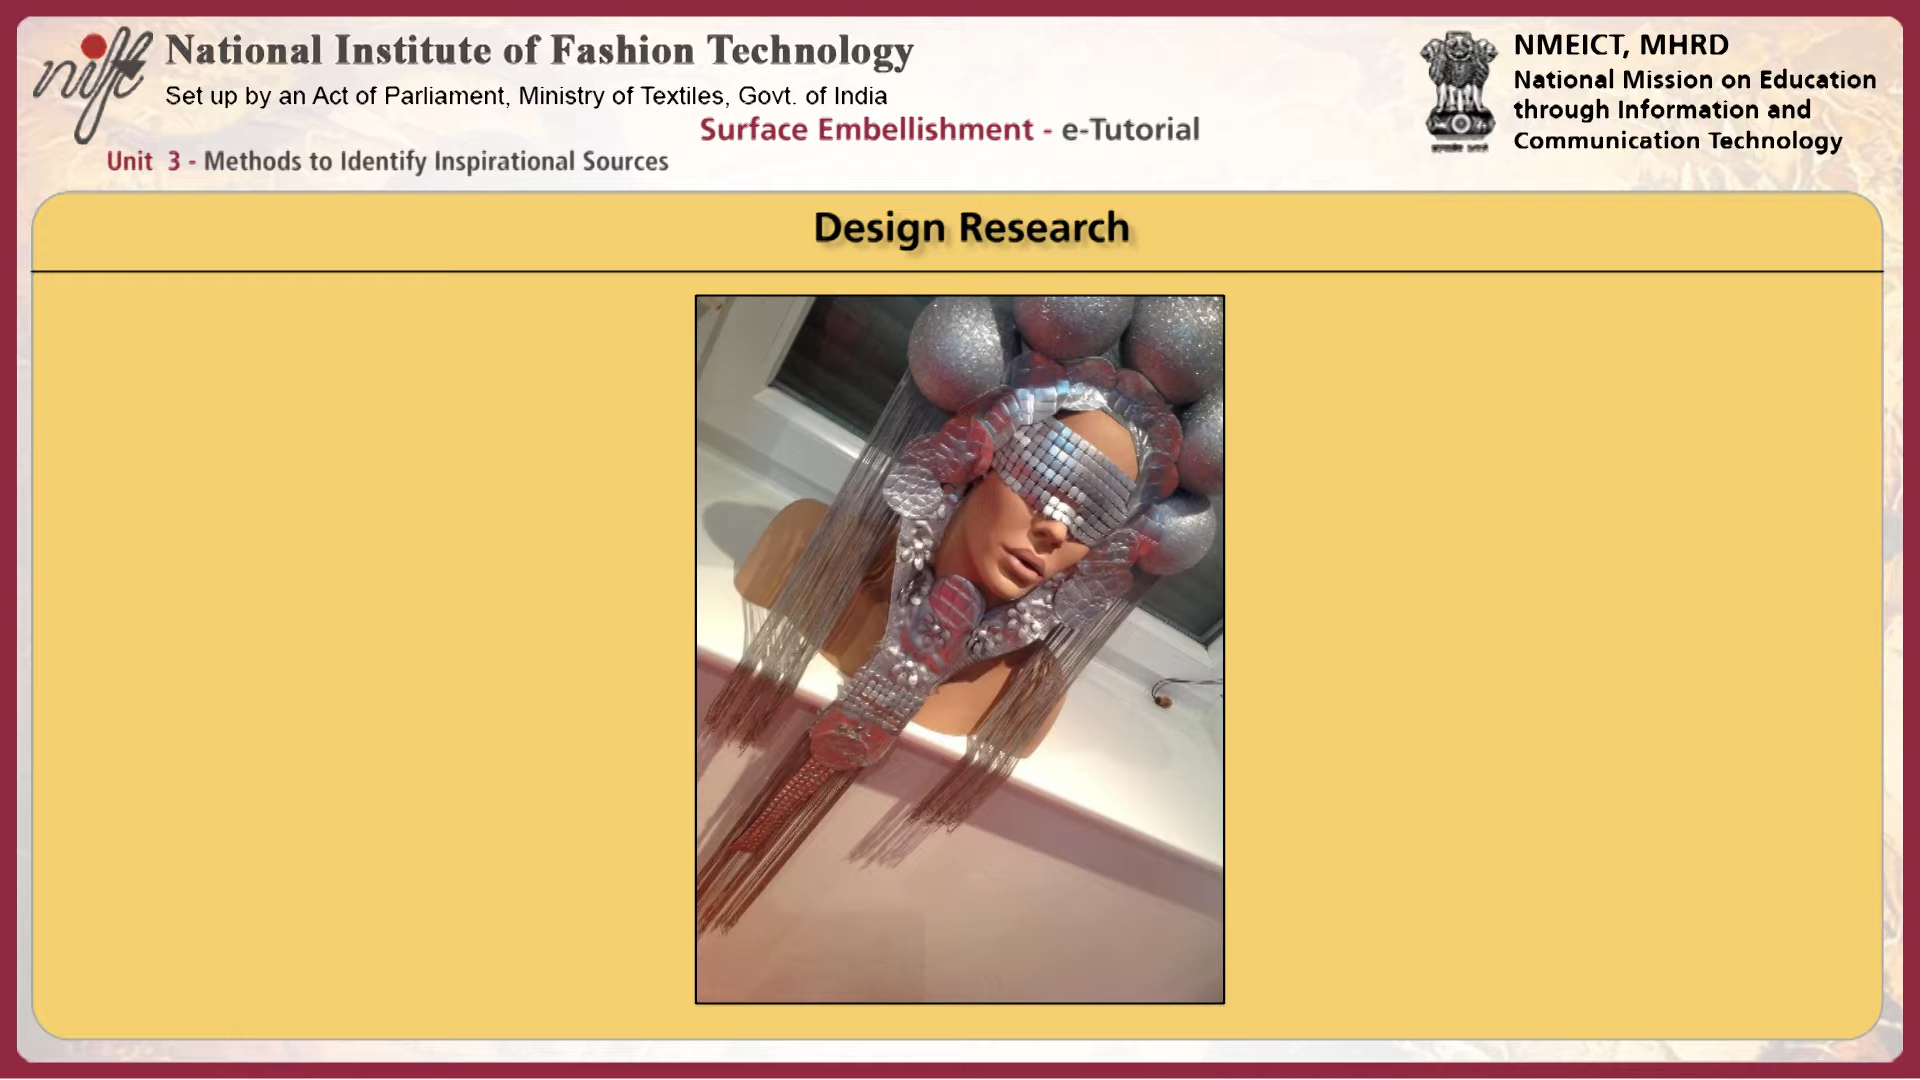 nift
National Institute of Fashion Technology
Set up by an Act of Parliament, Ministry of Textiles, Govt. of India
Surface Embellishment - e-Tutorial
Unit 3 - Methods to Identify Inspirational Sources
NMEICT, MHRD
National Mission on Education
through Information and
Communication Technology
Design Research